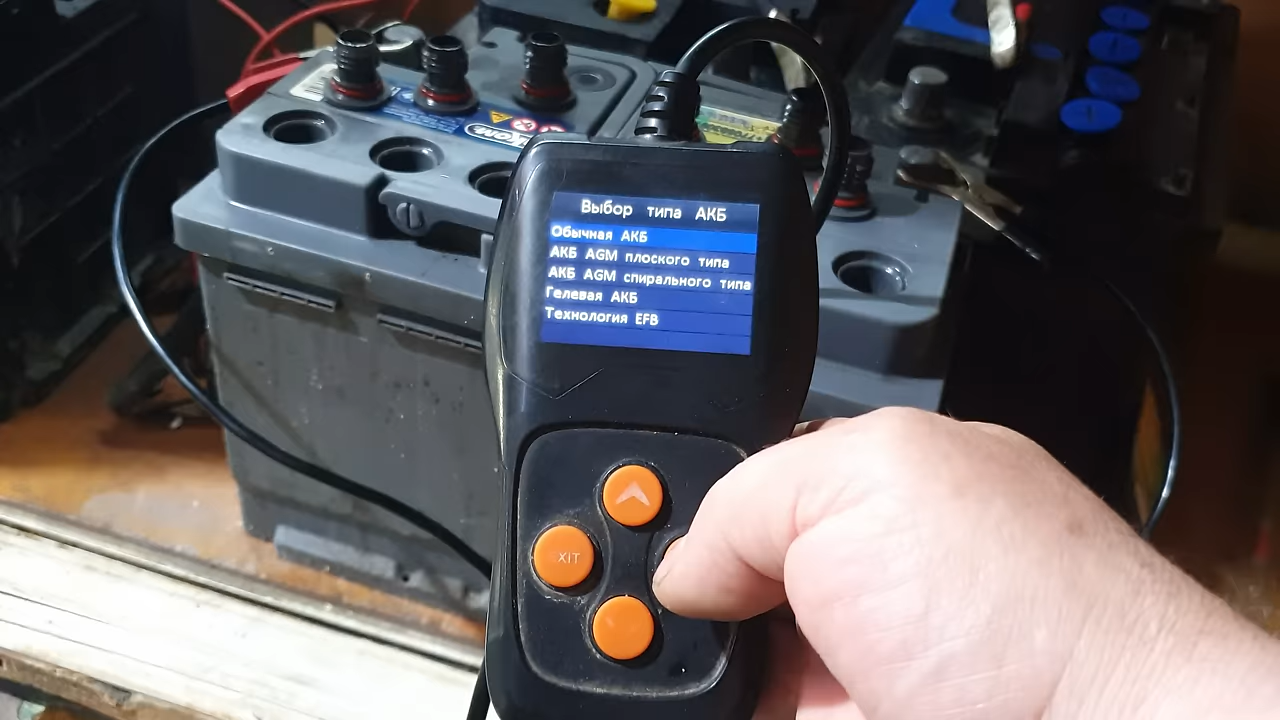 Выбор типа АКБ
Обычная АКБ
АКБ AGM плоского типа
АКБ AGM спирального типа
Гелевая АКБ
Технология EFB
XIT